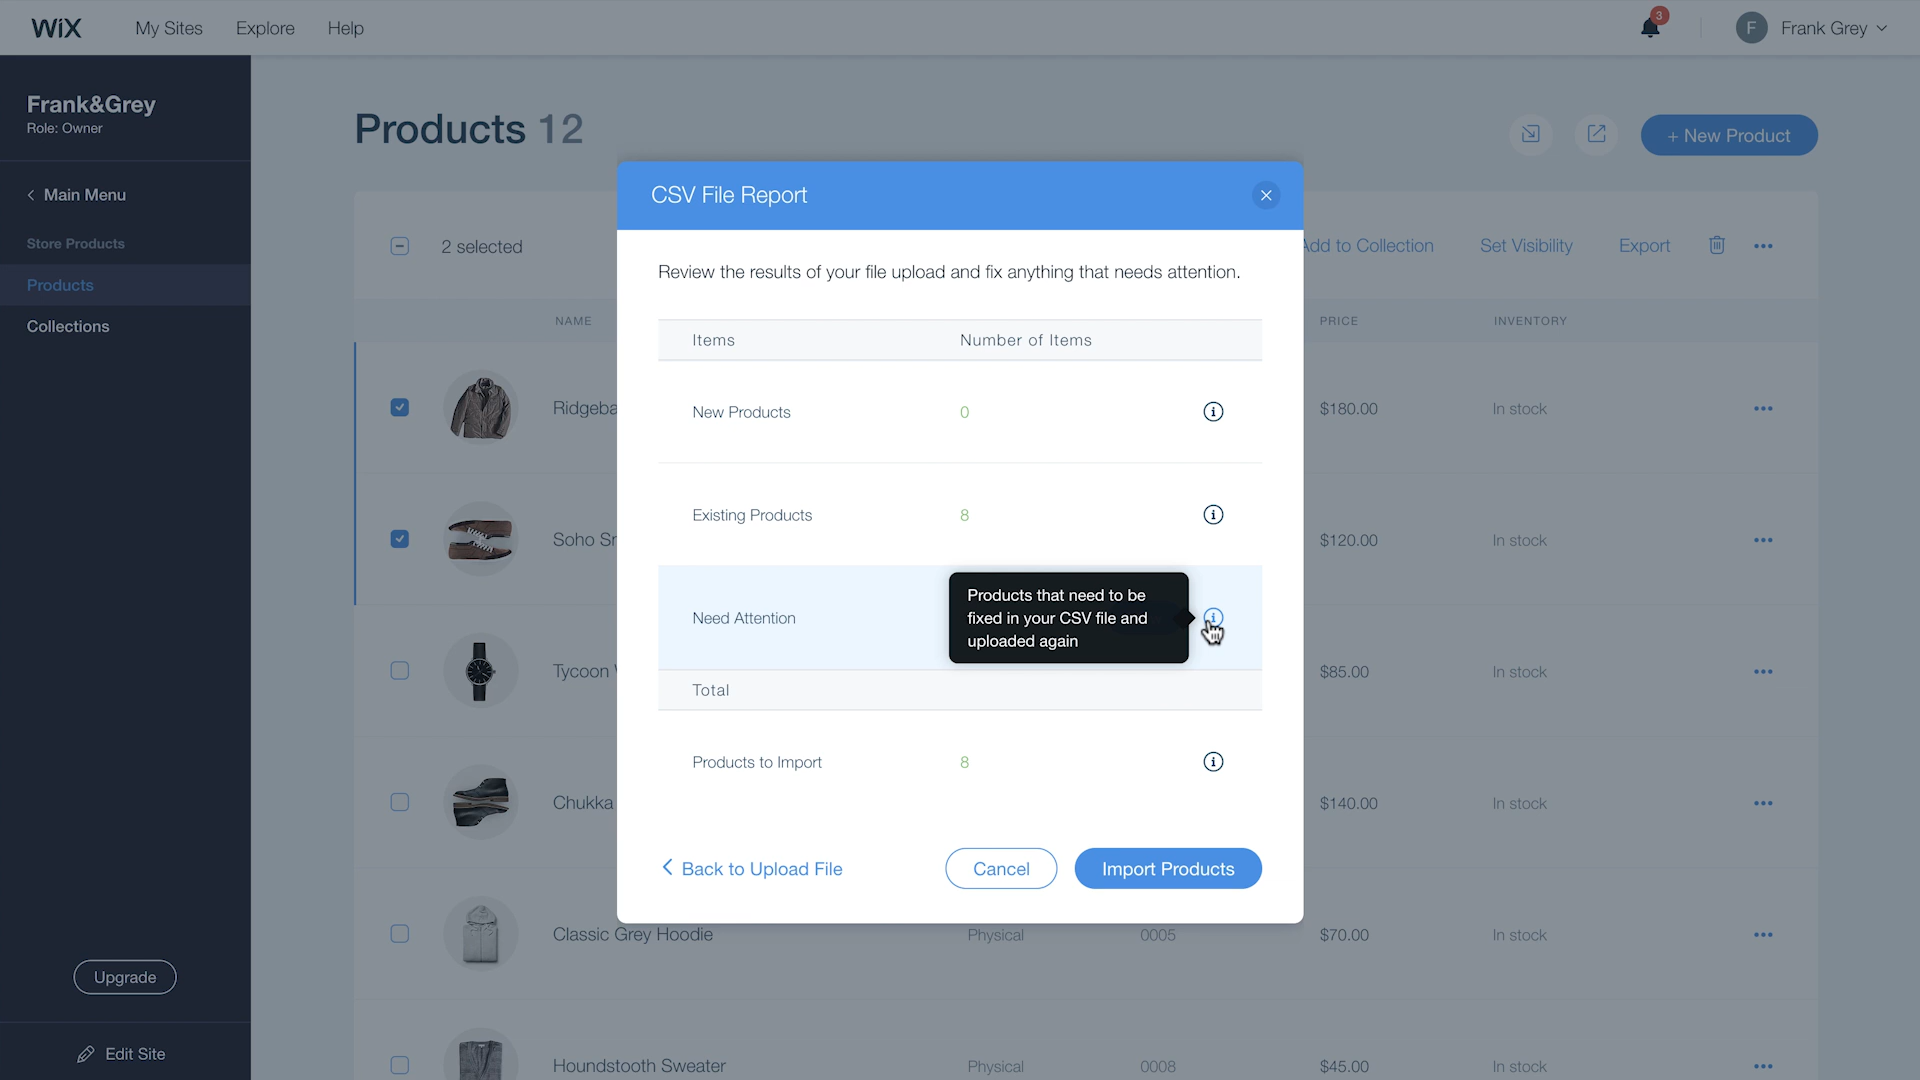 WiX My Sites Explore Help 3 F Frank Grey
Frank&Grey
Role: Owner
Main Menu
Store Products
Products
Collections
Upgrade
Edit Site
Products 12
+ New Product
2 selected
Add to Collection Set Visibility Export
NAME PRICE INVENTORY
$180.00 In stock
Soho $120.00 In stock
Tycoon $85.00 In stock
Chukka $140.00 In stock
Classic Grey Hoodie Physical 0005 $70.00 In stock
Houndstooth Sweater Physical 0008 $45.00 In stock
CSV File Report
Review the results of your file upload and fix anything that needs attention.
Items Number of Items
New Products 0
Existing Products 8
Need Attention
Products that need to be
fixed in your CSV file and
uploaded again
Total
Products to Import 8
Back to Upload File Cancel Import Products